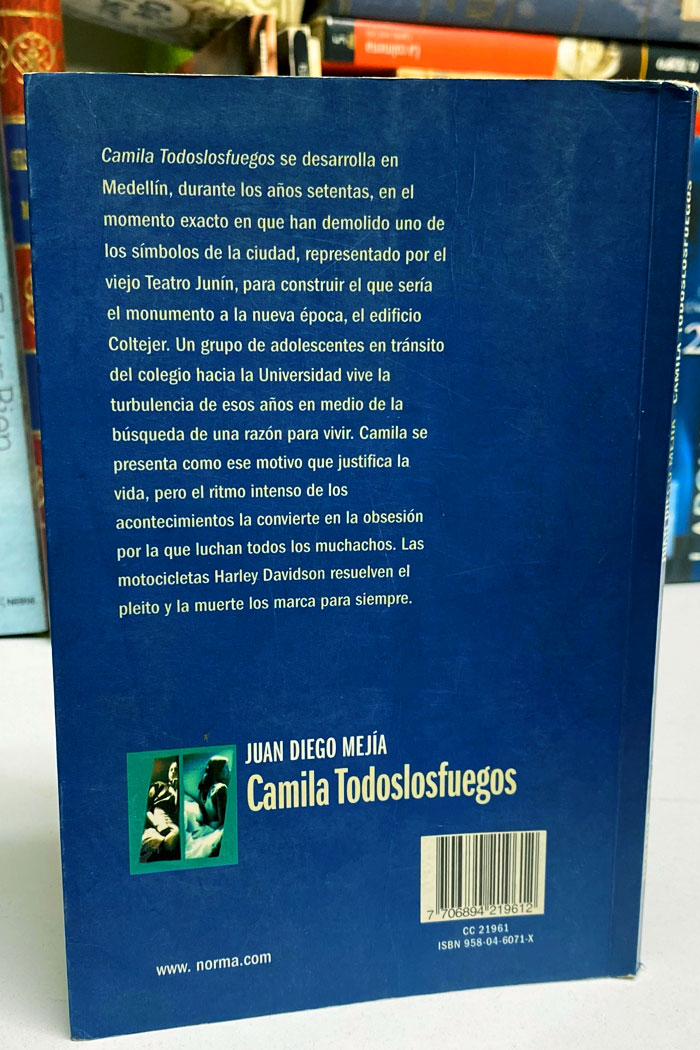 Camila Todoslosfuegos se desarrolla en
Medellín, durante los años setentas, en el
momento exacto en que han demolido uno de
los símbolos de la ciudad, representado por el
viejo Teatro Junín, para construir el que sería
el monumento a la nueva época, el edificio
Coltejer. Un grupo de adolescentes en tránsito
del colegio hacia la Universidad vive la
turbulencia de esos años en medio de la
búsqueda de una razón para vivir. Camila se
presenta como ese motivo que justifica la
vida, pero el ritmo intenso de los
acontecimientos la convierte en la obsesión
por la que luchan todos los muchachos. Las
motocicletas Harley Davidson resuelven el
pleito y la muerte los marca para siempre.
JUAN DIEGO MEJÍA
Camila Todoslosfuegos
7 706894 219612
CC 21961
ISBN 958-04-6071-X
www. norma.com
CAMILA TODOSLOSFUEGOS